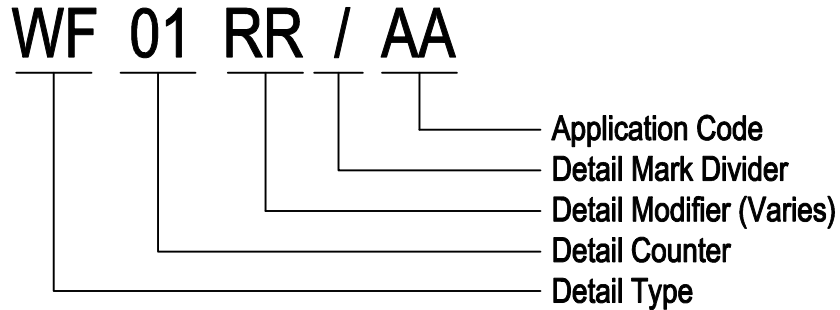 WF 01 RR / AA
Application Code
Detail Mark Divider
Detail Modifier (Varies)
Detail Counter
Detail Type